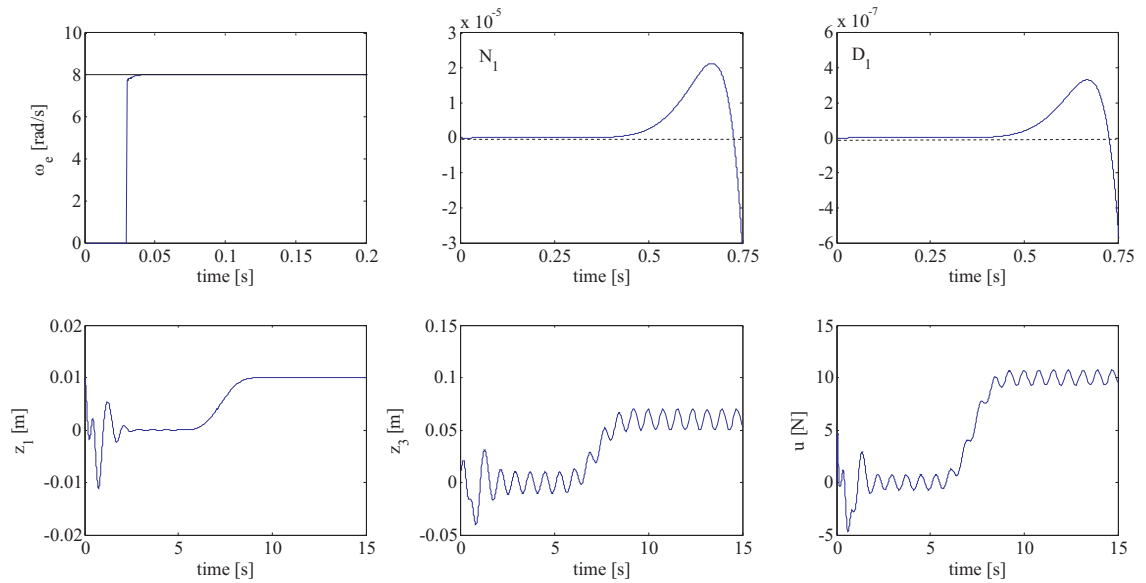 10
8
6
4
2
0
ω_e [rad/s]
0 0.05 0.1 0.15 0.2
time [s]
x 10^-5
3
2
1
0
-1
-2
-3
N_1
0 0.25 0.5 0.75
time [s]
x 10^-7
6
4
2
0
-2
-4
-6
D_1
0 0.25 0.5 0.75
time [s]
0.02
0.01
0
-0.01
-0.02
z_1 [m]
0 5 10 15
time [s]
0.15
0.1
0.05
0
-0.05
z_3 [m]
0 5 10 15
time [s]
15
10
5
0
-5
u [N]
0 5 10 15
time [s]